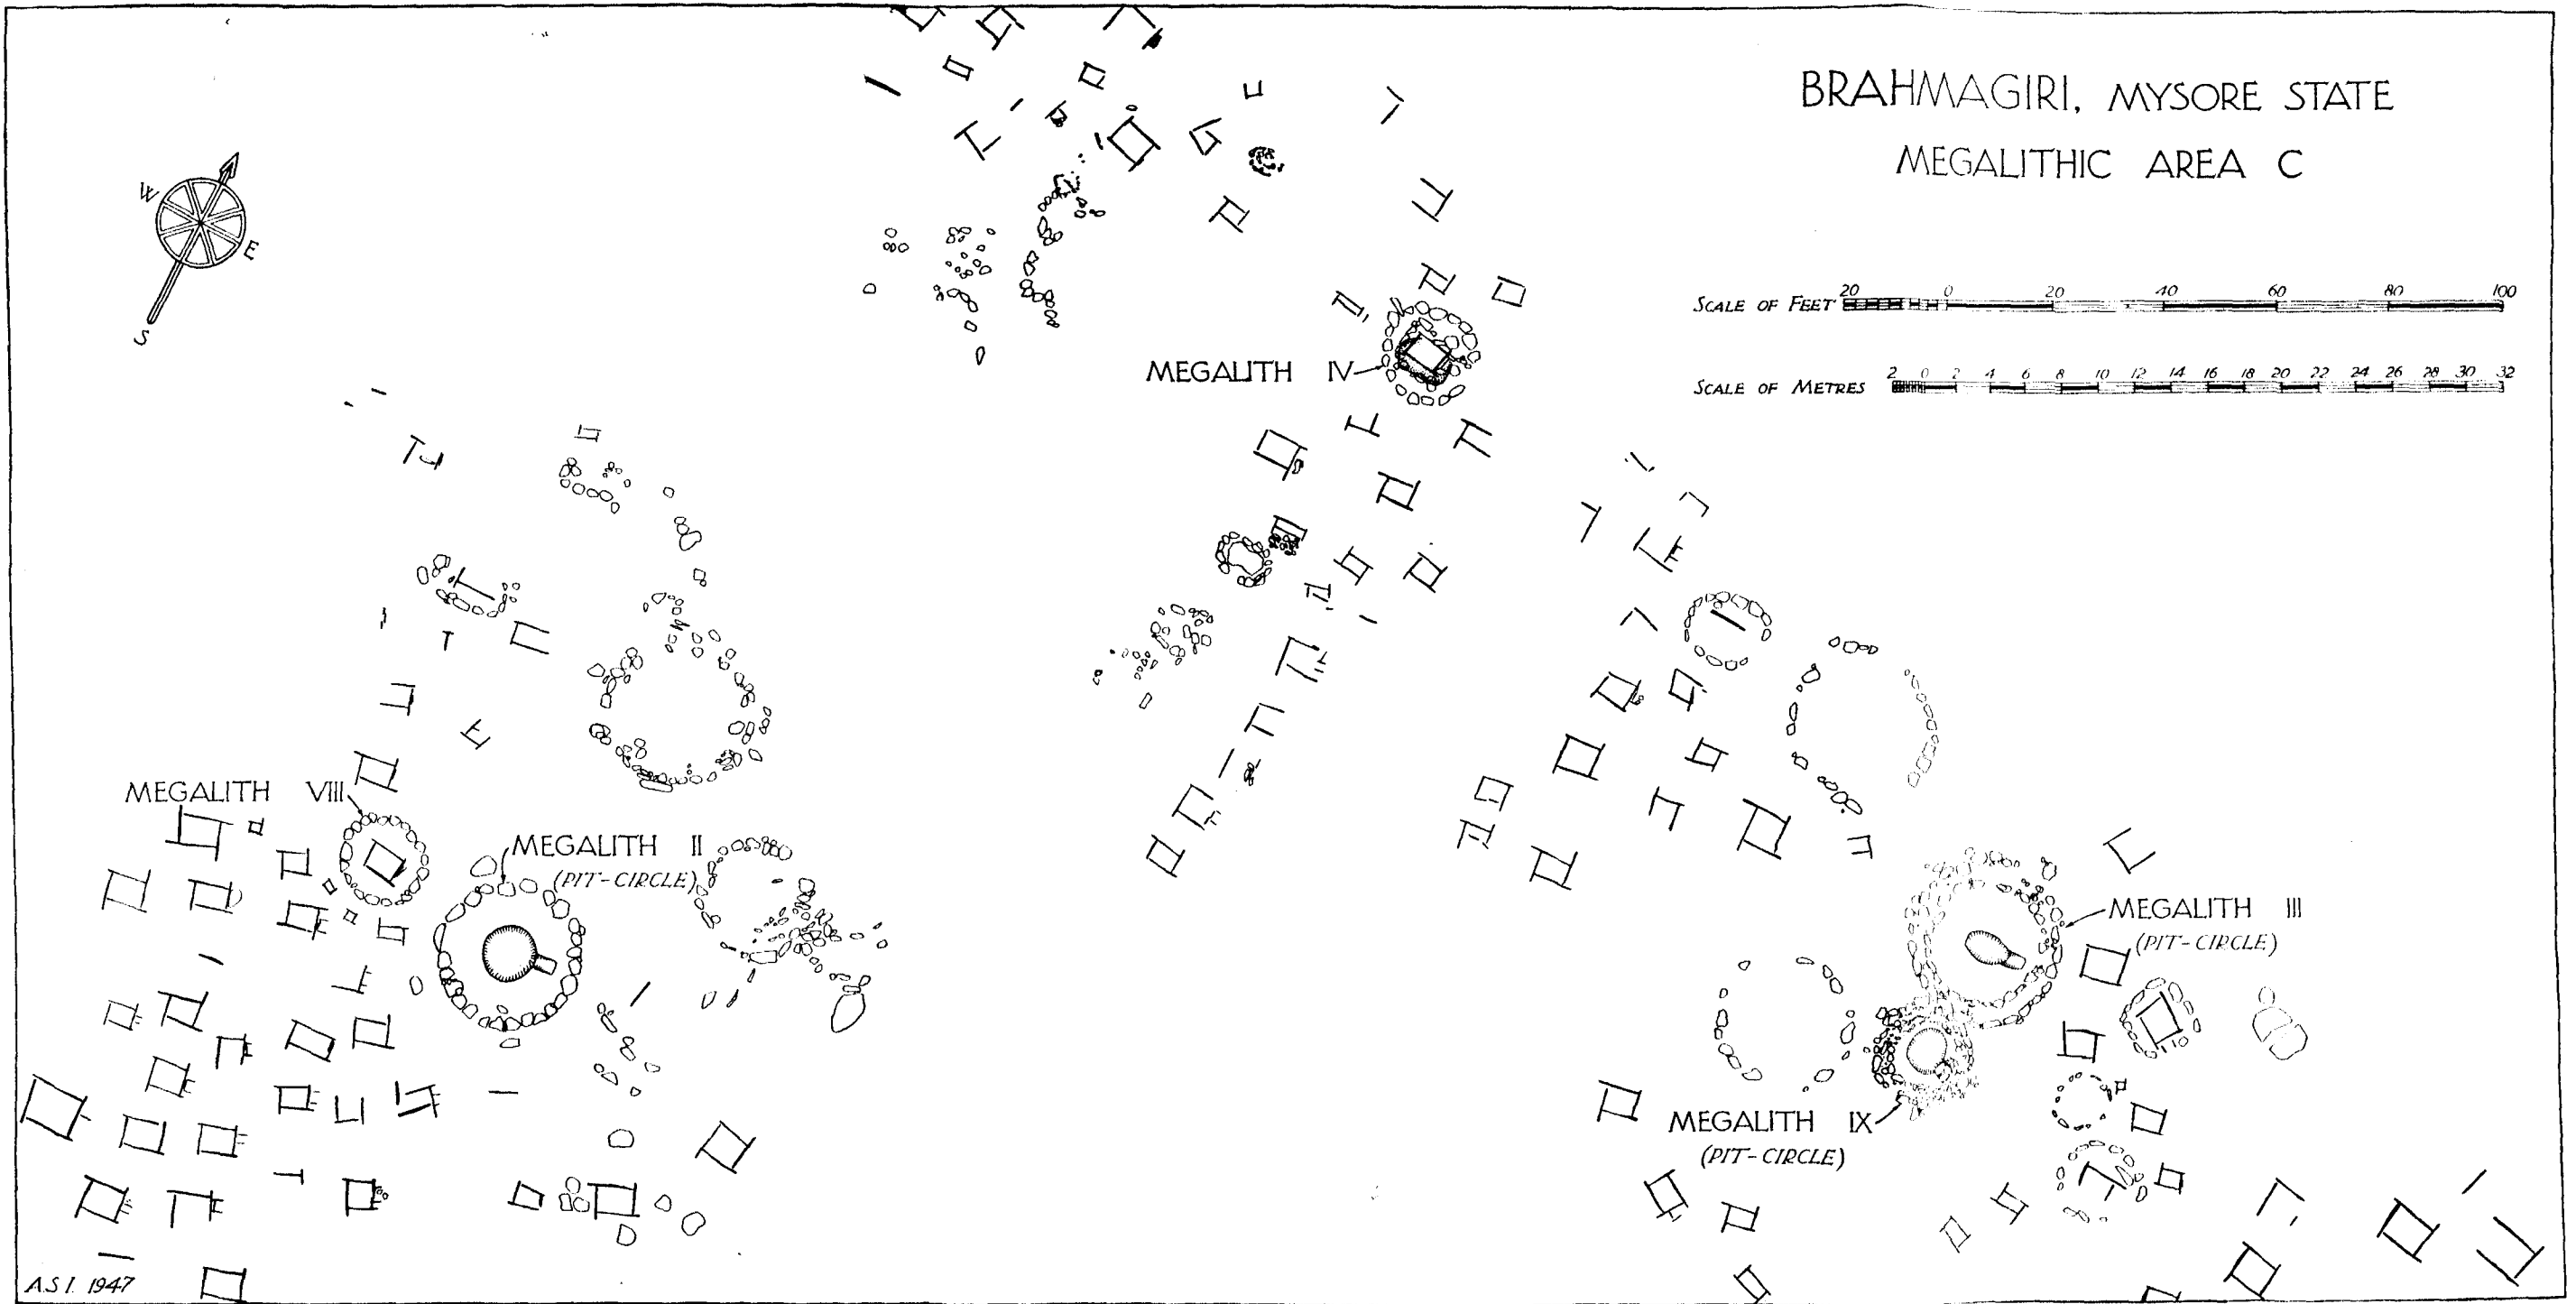 BRAHMAGIRI, MYSORE STATE
MEGALITHIC AREA C
W
E
S
SCALE OF FEET 20 0 20 40 60 80 100
SCALE OF METRES 2 0 2 4 6 8 10 12 14 16 18 20 22 24 26 28 30 32
MEGALITH IV
MEGALITH VIII
MEGALITH II
(PIT-CIRCLE)
MEGALITH III
(PIT-CIRCLE)
MEGALITH IX
(PIT-CIRCLE)
A.S.I. 1947